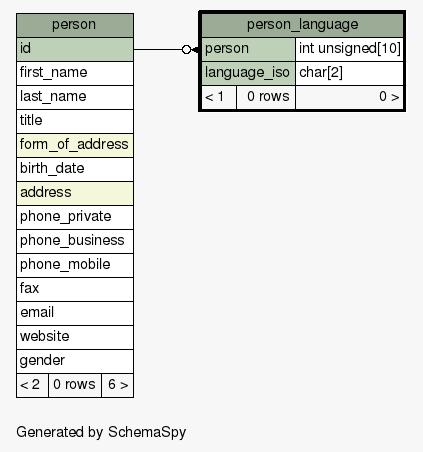 person
id
first_name
last_name
title
form_of_address
birth_date
address
phone_private
phone_business
phone_mobile
fax
email
website
gender
< 2 0 rows 6 >
person_language
person int unsigned[10]
language_iso char[2]
< 1 0 rows 0 >
Generated by SchemaSpy